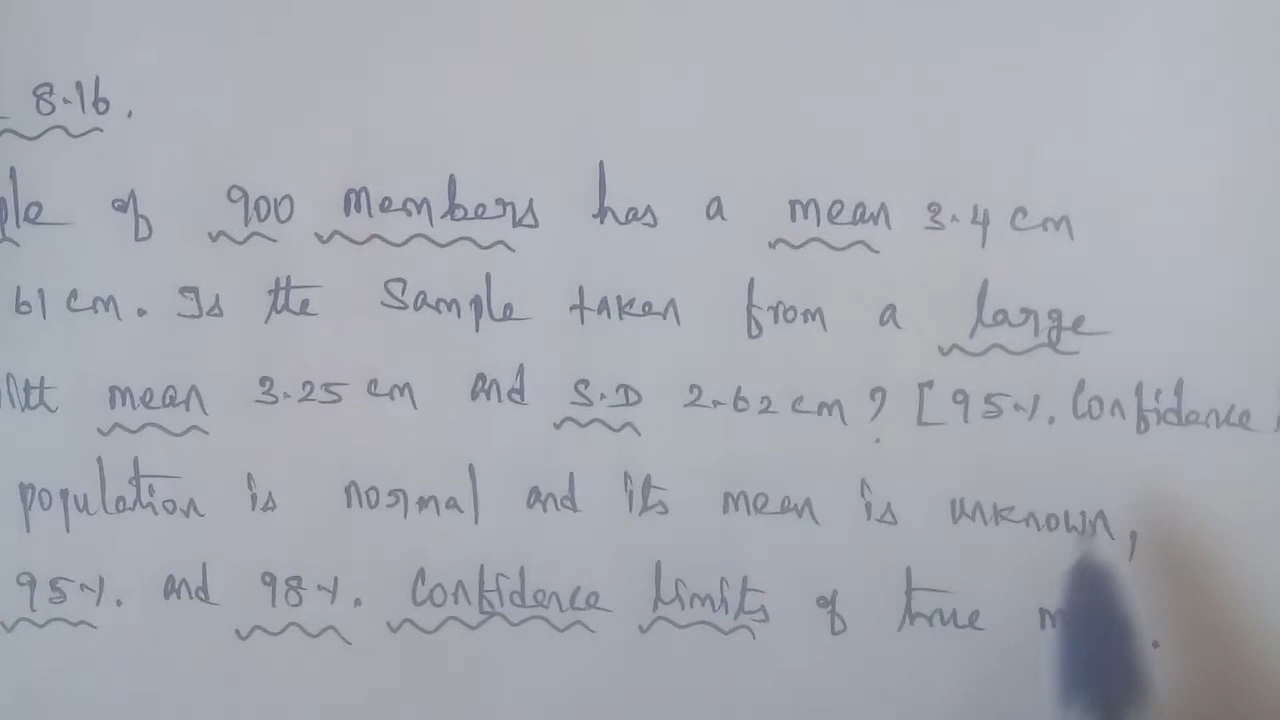 8.16.
ple of 900 members has a mean 3.4 cm
61 cm. Is the Sample taken from a large
mean 3.25 cm and S.D 2.62 cm? [95%. Confidence
population is normal and its mean is unknown,
95%. and 98%. Confidence limits of true